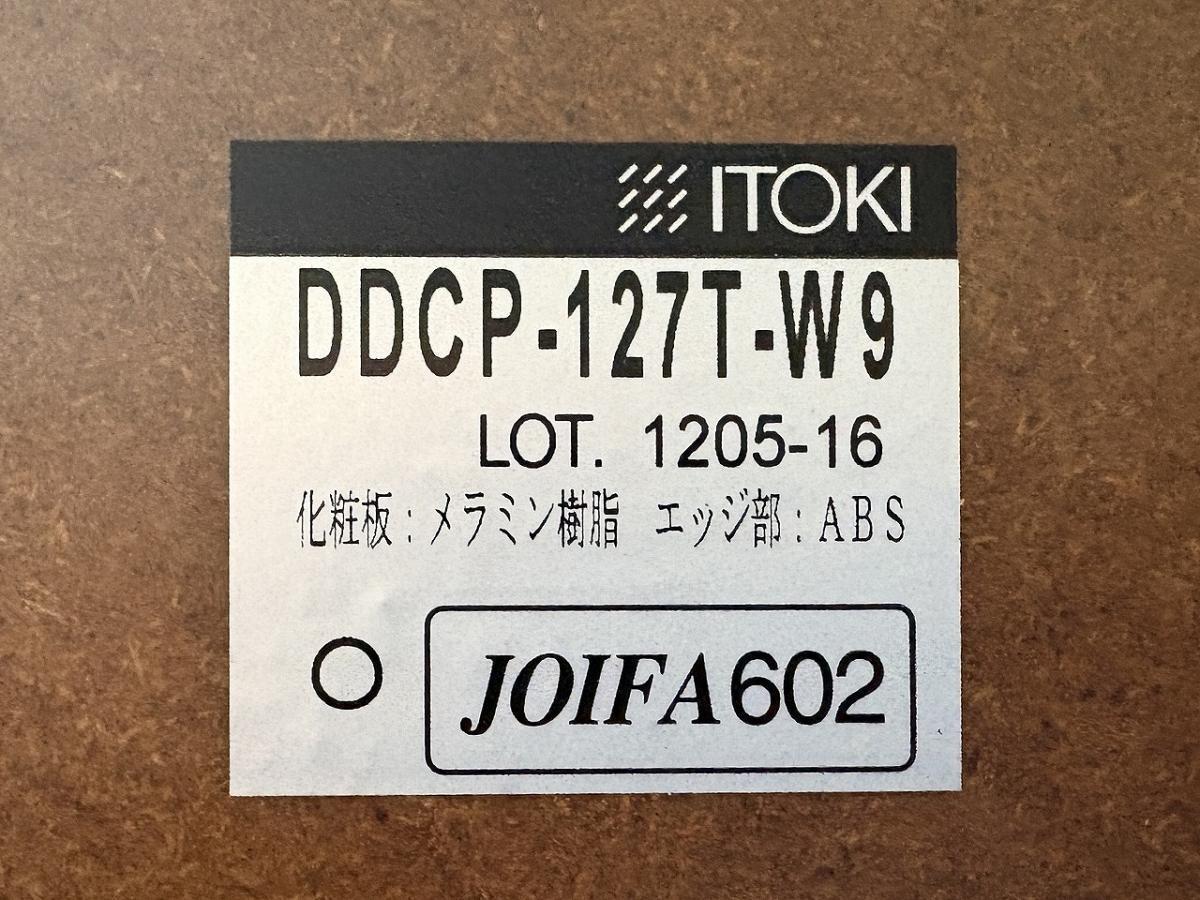 ITOKI
DDCP-127T-W9
LOT. 1205-16
化粧板：メラミン樹脂　エッジ部：ABS
JOIFA602